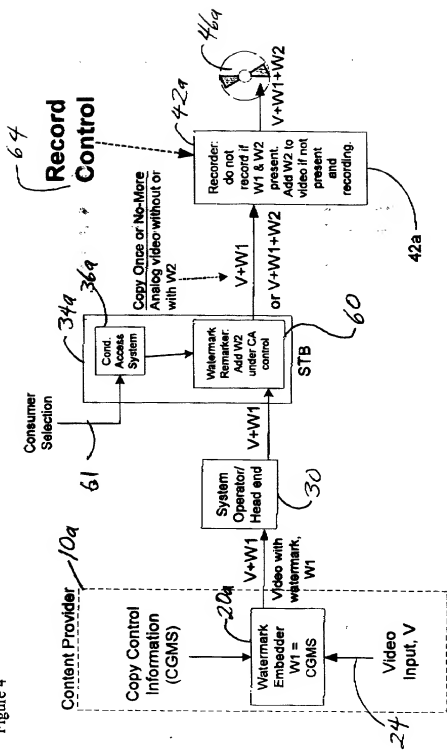 Figure 4
Content Provider
10a
Copy Control
Information
(CGMS)
20a
Watermark
Embedder
W1 =
CGMS
Video
Input, V
24
V+W1
Video with
watermark,
W1
System
Operator/
Head end
30
V+W1
Consumer
Selection
61
34a
36a
Cond.
Access
System
Watermark
Remarker:
Add W2
under CA
control
60
STB
Copy Once or No-More
Analog video without or
with W2
V+W1
or V+W1+W2
64
Record
Control
42a
Recorder:
do not
record if
W1 & W2
present.
Add W2 to
video if not
present
and
recording.
42a
46a
V+W1+W2